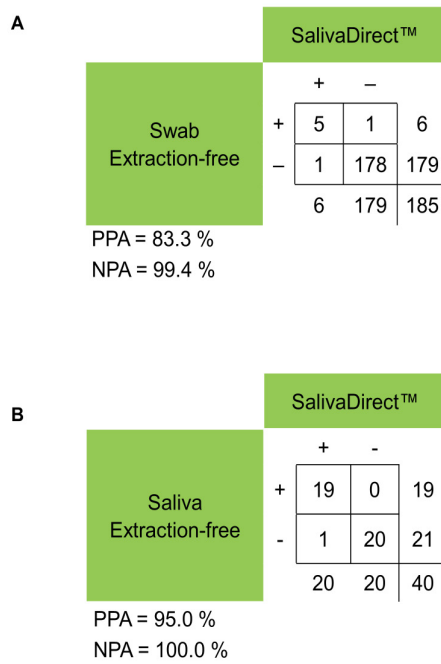 A
SalivaDirect™
+ –
Swab
Extraction-free
+ 5 1 6
– 1 178 179
6 179 185
PPA = 83.3 %
NPA = 99.4 %
B
SalivaDirect™
+ -
Saliva
Extraction-free
+ 19 0 19
- 1 20 21
20 20 40
PPA = 95.0 %
NPA = 100.0 %